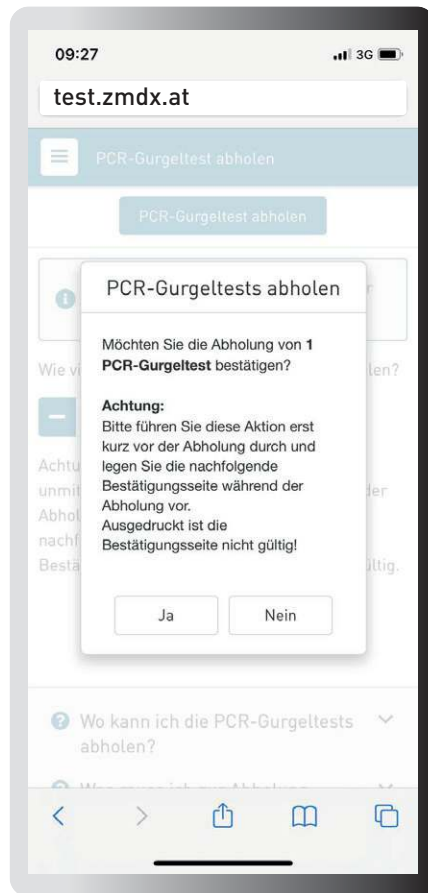 09:27
3G
test.zmdx.at
PCR-Gurgeltest abholen
PCR-Gurgeltest abholen
PCR-Gurgeltests abholen
Möchten Sie die Abholung von 1
PCR-Gurgeltest bestätigen?
Wie vi
len?
Achtung:
Bitte führen Sie diese Aktion erst
kurz vor der Abholung durch und
legen Sie die nachfolgende
Bestätigungsseite während der
Abholung vor.
Ausgedruckt ist die
Bestätigungsseite nicht gültig!
Achtu
unmit
der
Abhol
nachf
Bestä
ültig.
Ja
Nein
Wo kann ich die PCR-Gurgeltests
abholen?